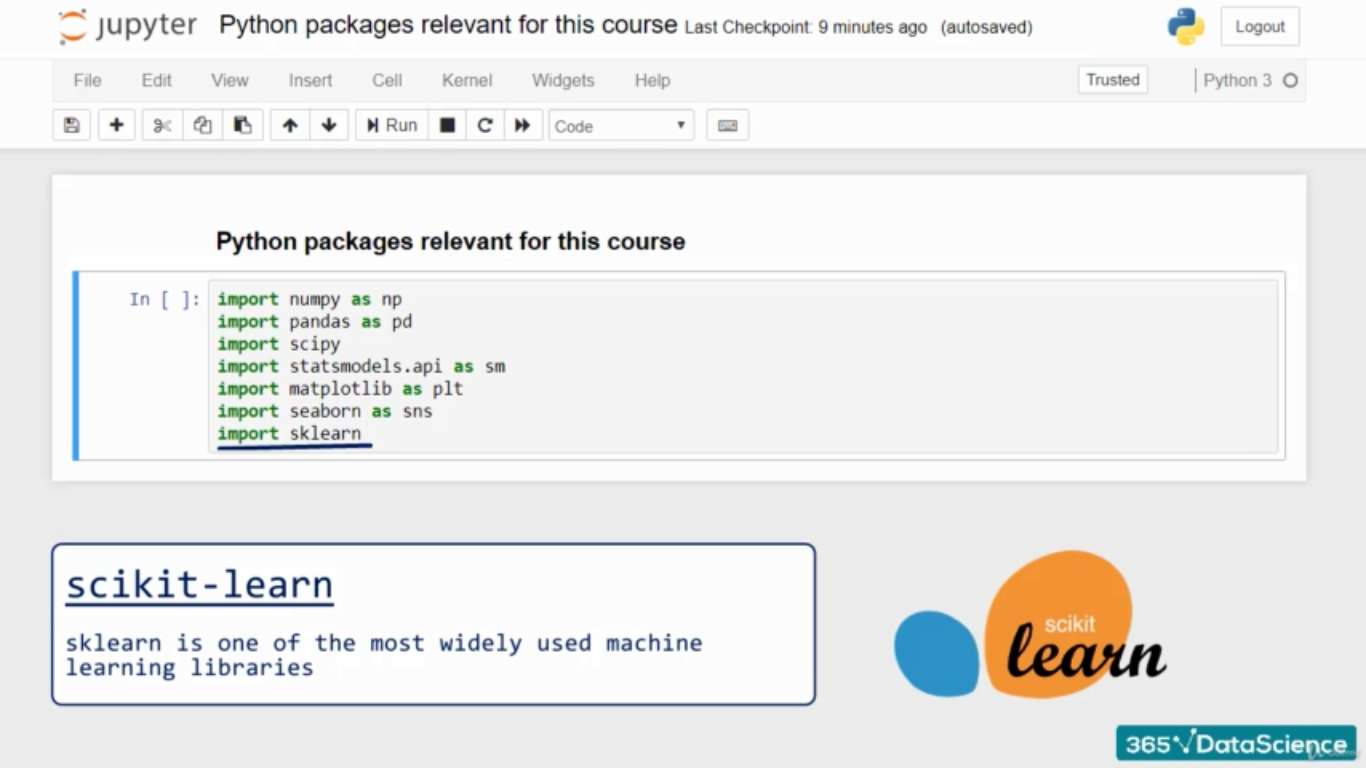 jupyter Python packages relevant for this course Last Checkpoint: 9 minutes ago (autosaved) Logout
File Edit View Insert Cell Kernel Widgets Help Trusted Python 3
Run Code
Python packages relevant for this course
In [ ]: import numpy as np
import pandas as pd
import scipy
import statsmodels.api as sm
import matplotlib as plt
import seaborn as sns
import sklearn
scikit-learn
sklearn is one of the most widely used machine
learning libraries
scikit
learn
365 DataScience